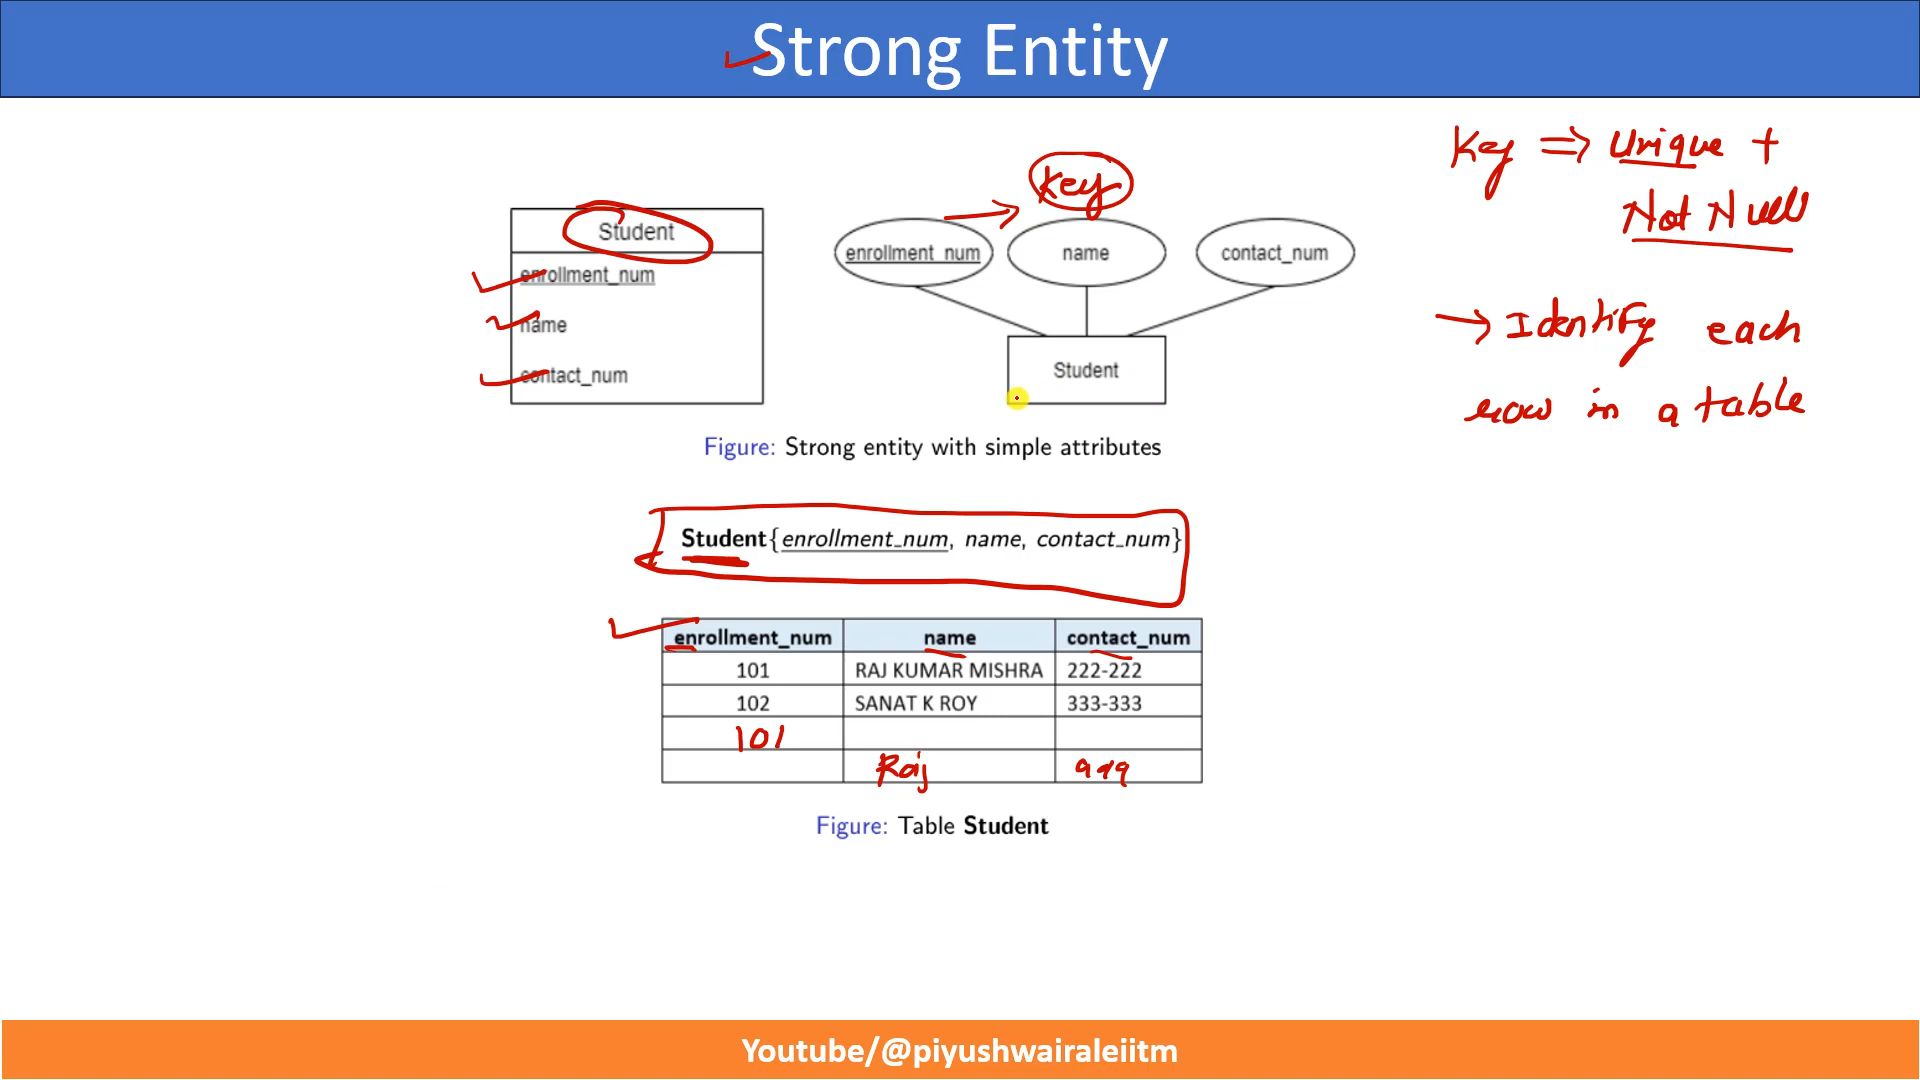 Strong Entity
Key ⇒ Unique +
Not Null
→ Identify each
row in a table
Key
Student
enrollment_num
name
contact_num
enrollment_num
name
contact_num
Student
Figure: Strong entity with simple attributes
Student{enrollment_num, name, contact_num}
enrollment_num name contact_num
101 RAJ KUMAR MISHRA 222-222
102 SANAT K ROY 333-333
101
Raj 999
Figure: Table Student
Youtube/@piyushwairaleiitm